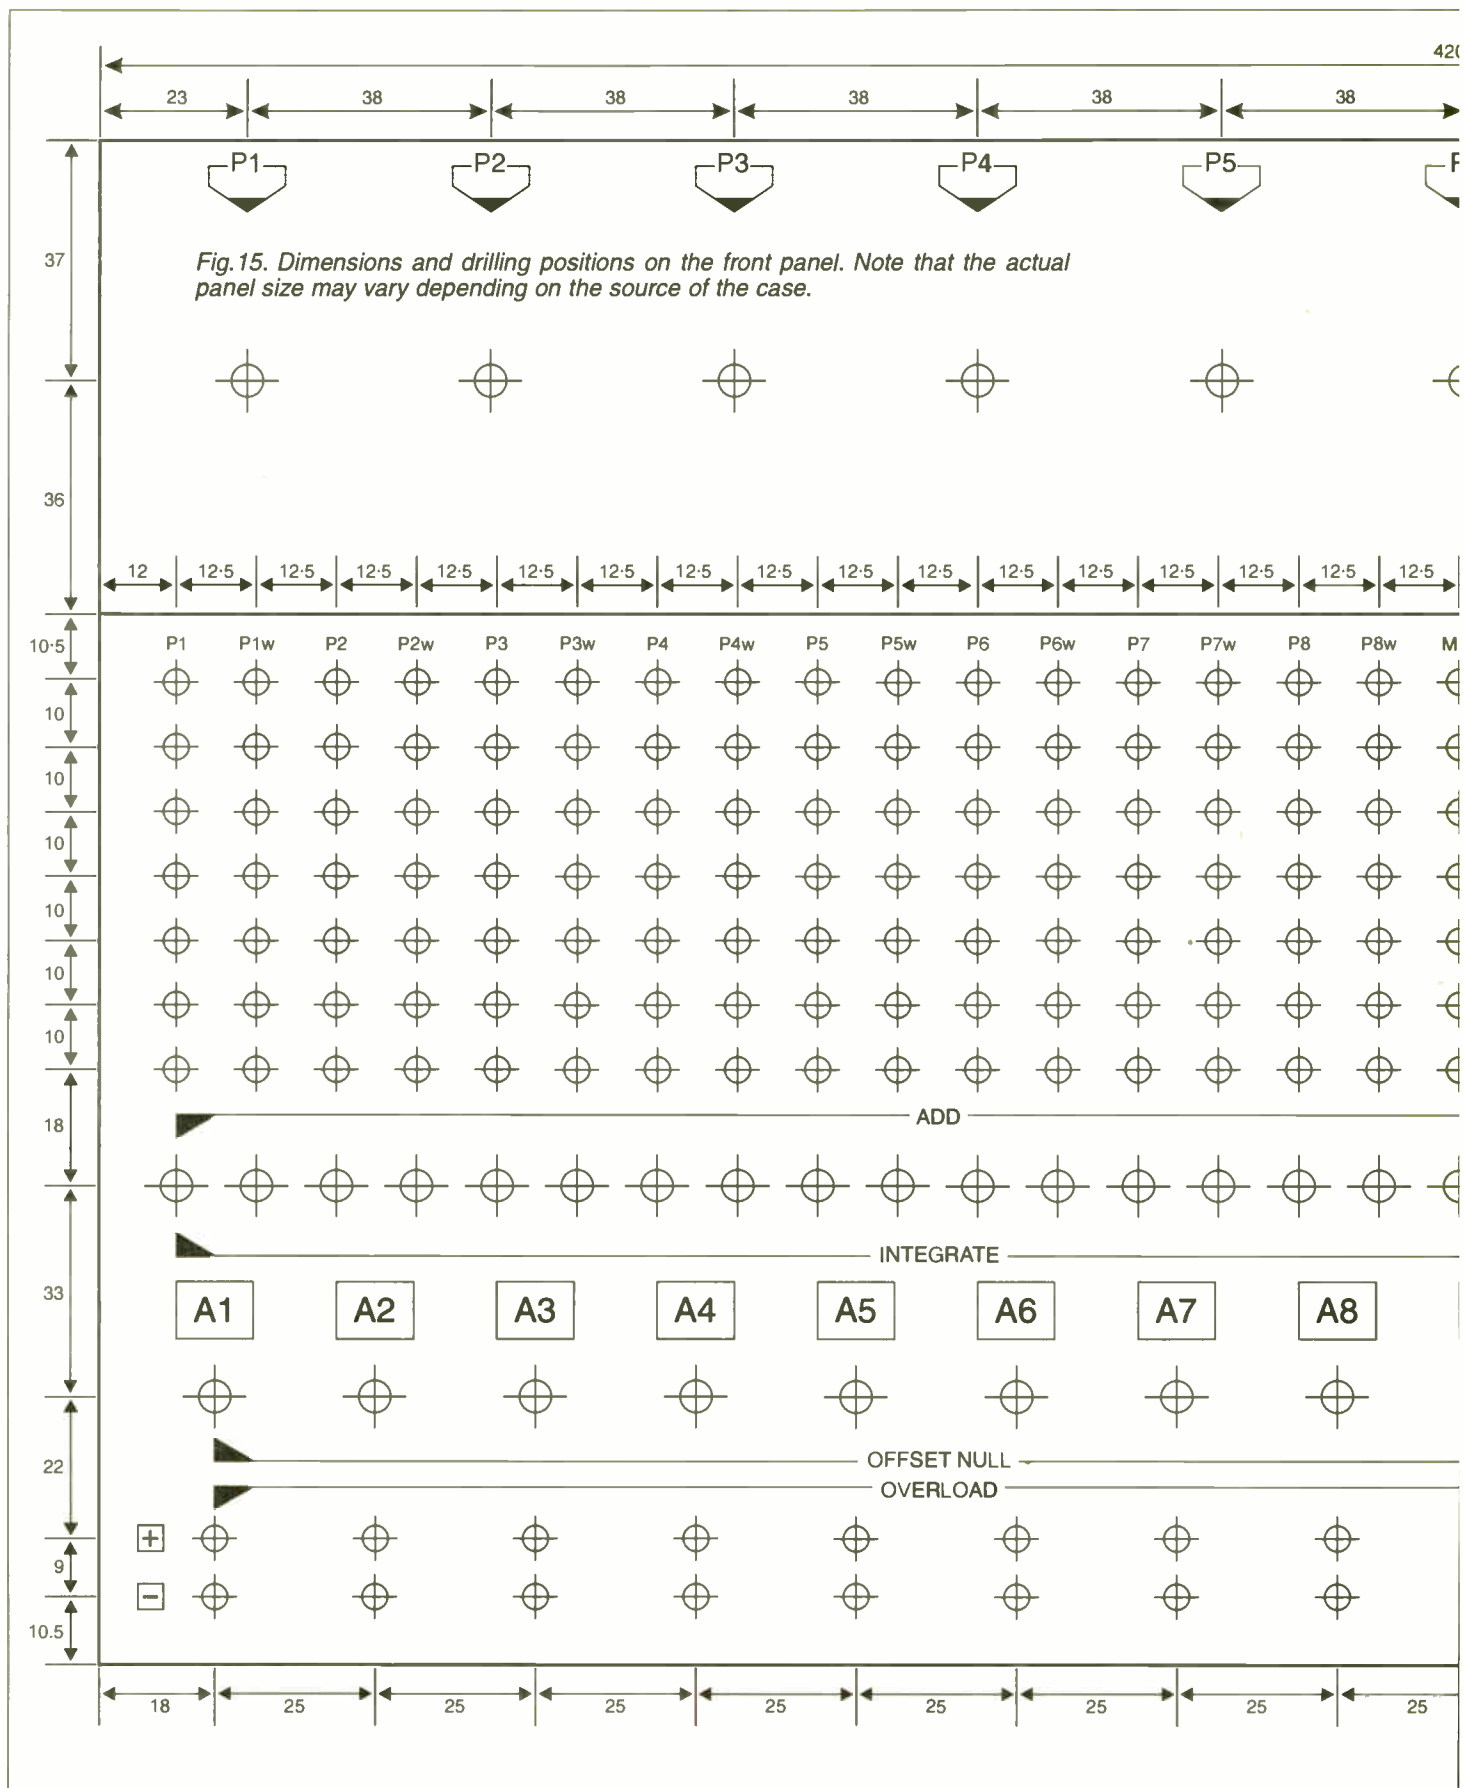 420
23 38 38 38 38 38
P1 P2 P3 P4 P5
37
Fig.15. Dimensions and drilling positions on the front panel. Note that the actual
panel size may vary depending on the source of the case.
36
12 12·5 12·5 12·5 12·5 12·5 12·5 12·5 12·5 12·5 12·5 12·5 12·5 12·5 12·5 12·5 12·5
10·5
P1 P1w P2 P2w P3 P3w P4 P4w P5 P5w P6 P6w P7 P7w P8 P8w M
10
10
10
10
10
10
18
ADD
INTEGRATE
33
A1 A2 A3 A4 A5 A6 A7 A8
OFFSET NULL
22
OVERLOAD
+
9
−
10.5
18 25 25 25 25 25 25 25 25